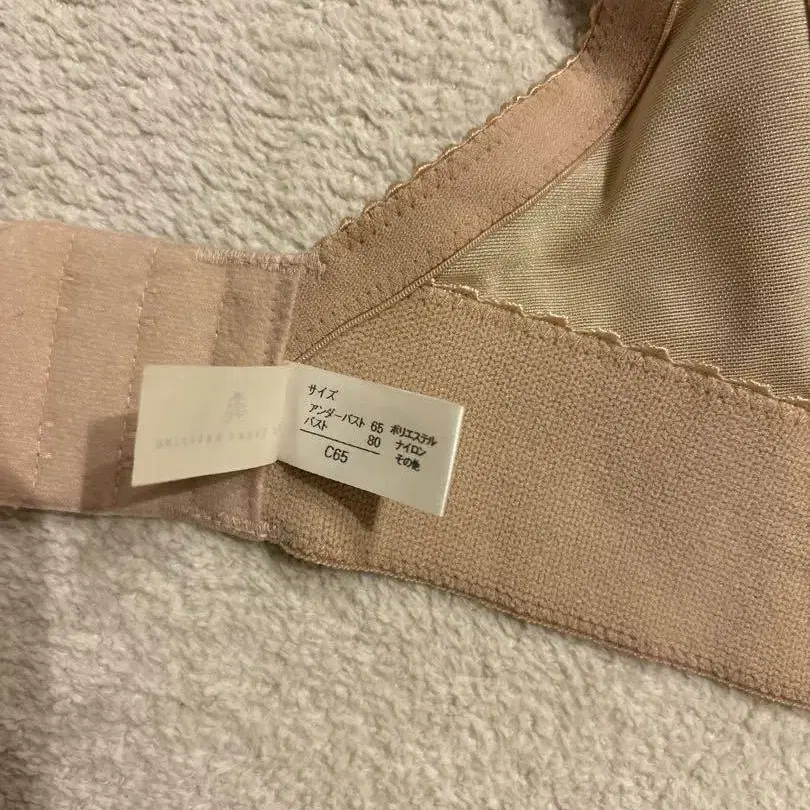 サイズ
アンダーバスト 65 ポリエステル
バスト 80 ナイロン
C65 その他